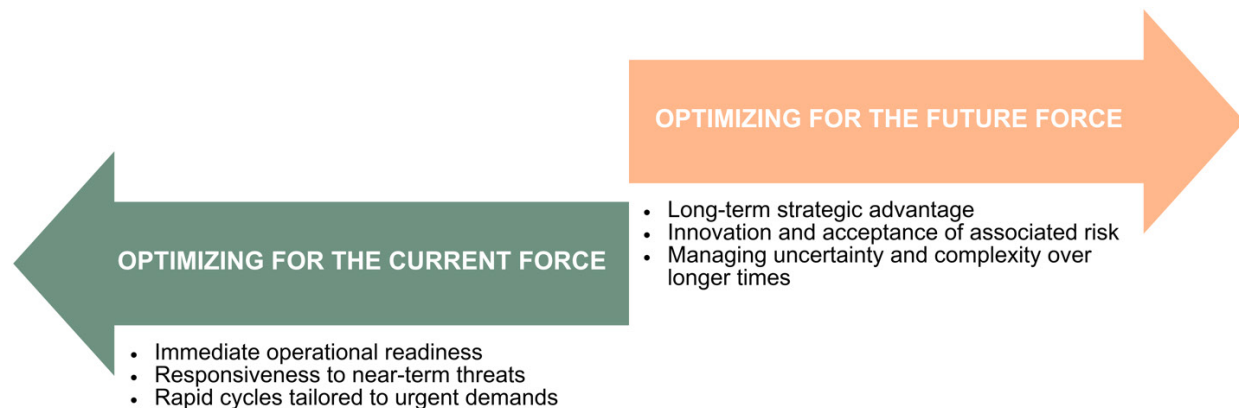 OPTIMIZING FOR THE FUTURE FORCE
• Long-term strategic advantage
• Innovation and acceptance of associated risk
• Managing uncertainty and complexity over
longer times
OPTIMIZING FOR THE CURRENT FORCE
• Immediate operational readiness
• Responsiveness to near-term threats
• Rapid cycles tailored to urgent demands